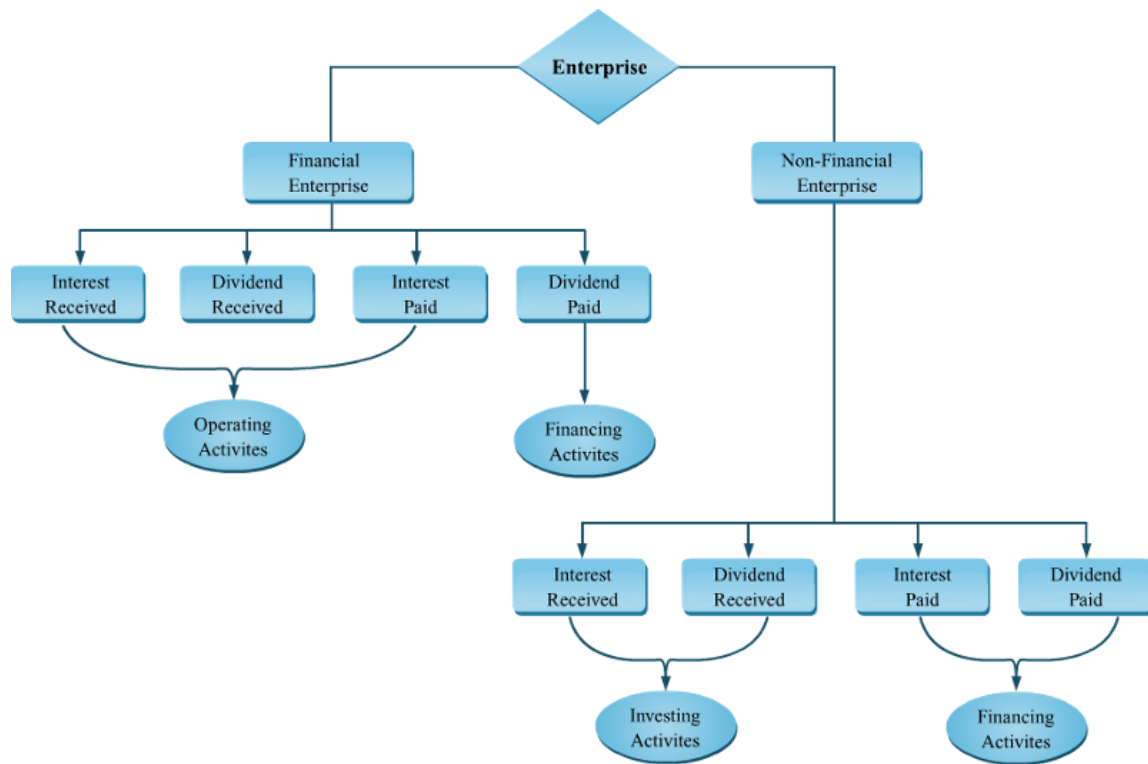 Enterprise
Financial
Enterprise
Non-Financial
Enterprise
Interest
Received
Dividend
Received
Interest
Paid
Dividend
Paid
Operating
Activites
Financing
Activites
Interest
Received
Dividend
Received
Interest
Paid
Dividend
Paid
Investing
Activites
Financing
Activites